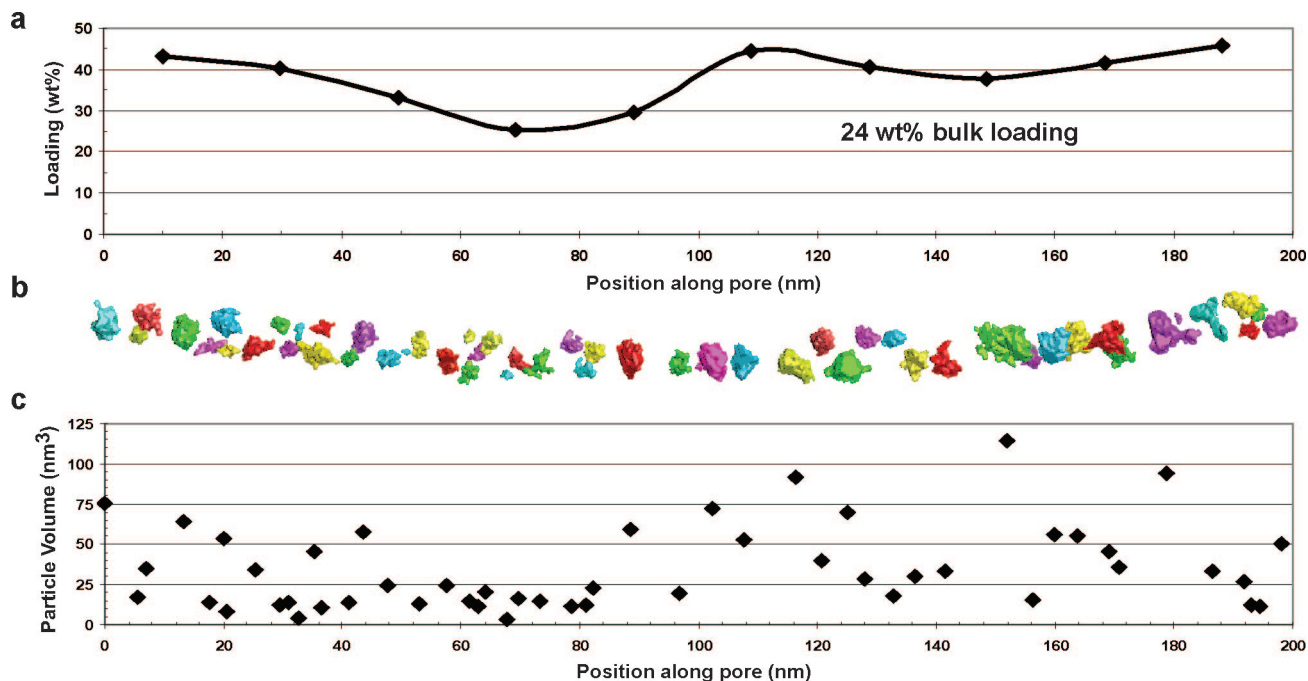 a
50
40
30
20
10
0
Loading (wt%)
24 wt% bulk loading
0 20 40 60 80 100 120 140 160 180 200
Position along pore (nm)
b
c
125
100
75
50
25
0
Particle Volume (nm³)
0 20 40 60 80 100 120 140 160 180 200
Position along pore (nm)